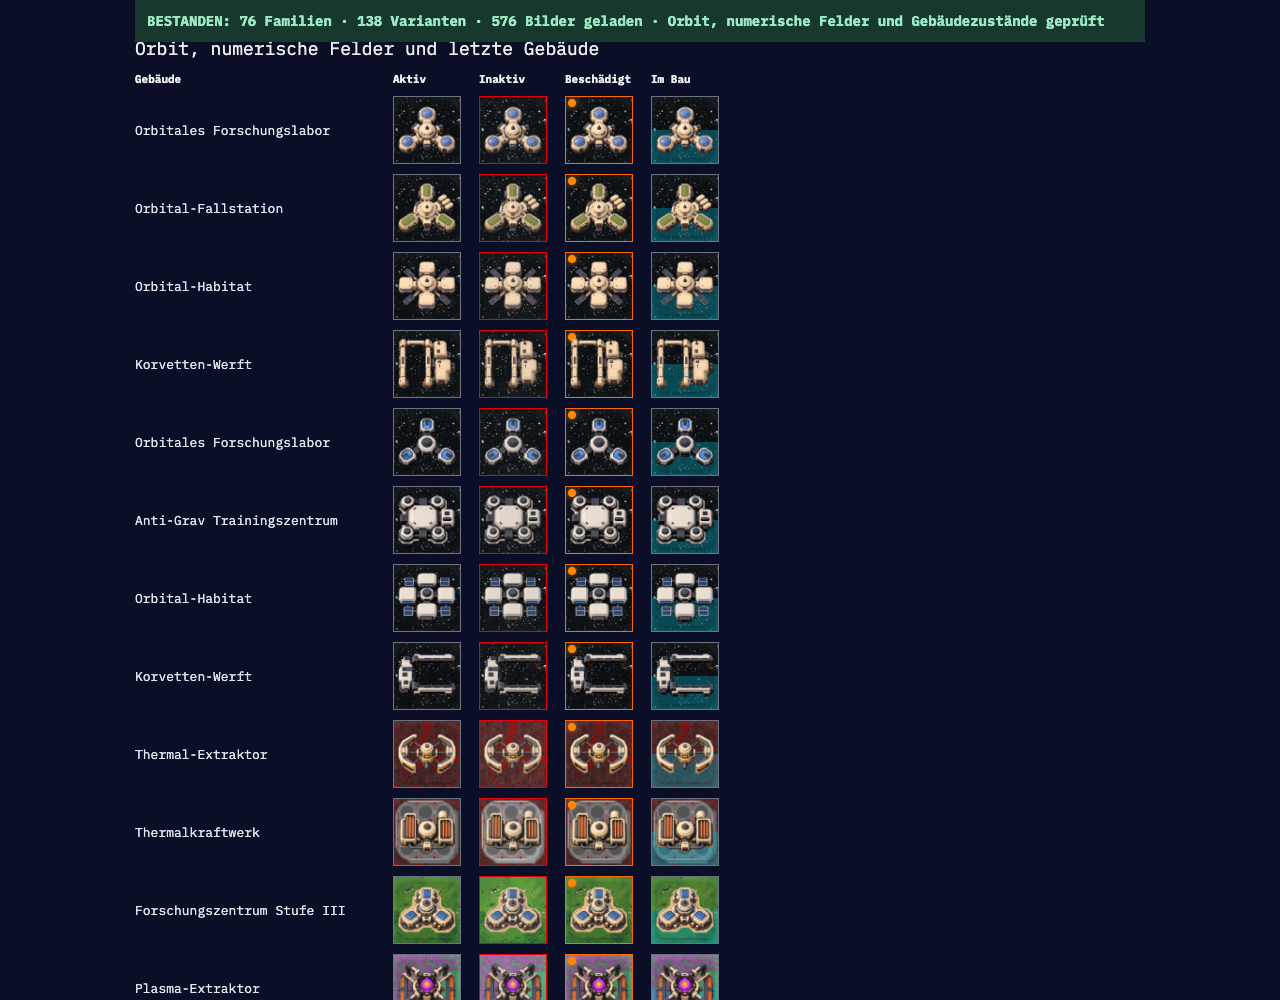 BESTANDEN: 76 Familien · 138 Varianten · 576 Bilder geladen · Orbit, numerische Felder und Gebäudezustände geprüft
Orbit, numerische Felder und letzte Gebäude
Gebäude Aktiv Inaktiv Beschädigt Im Bau
Orbitales Forschungslabor
Orbital-Fallstation
Orbital-Habitat
Korvetten-Werft
Orbitales Forschungslabor
Anti-Grav Trainingszentrum
Orbital-Habitat
Korvetten-Werft
Thermal-Extraktor
Thermalkraftwerk
Forschungszentrum Stufe III
Plasma-Extraktor